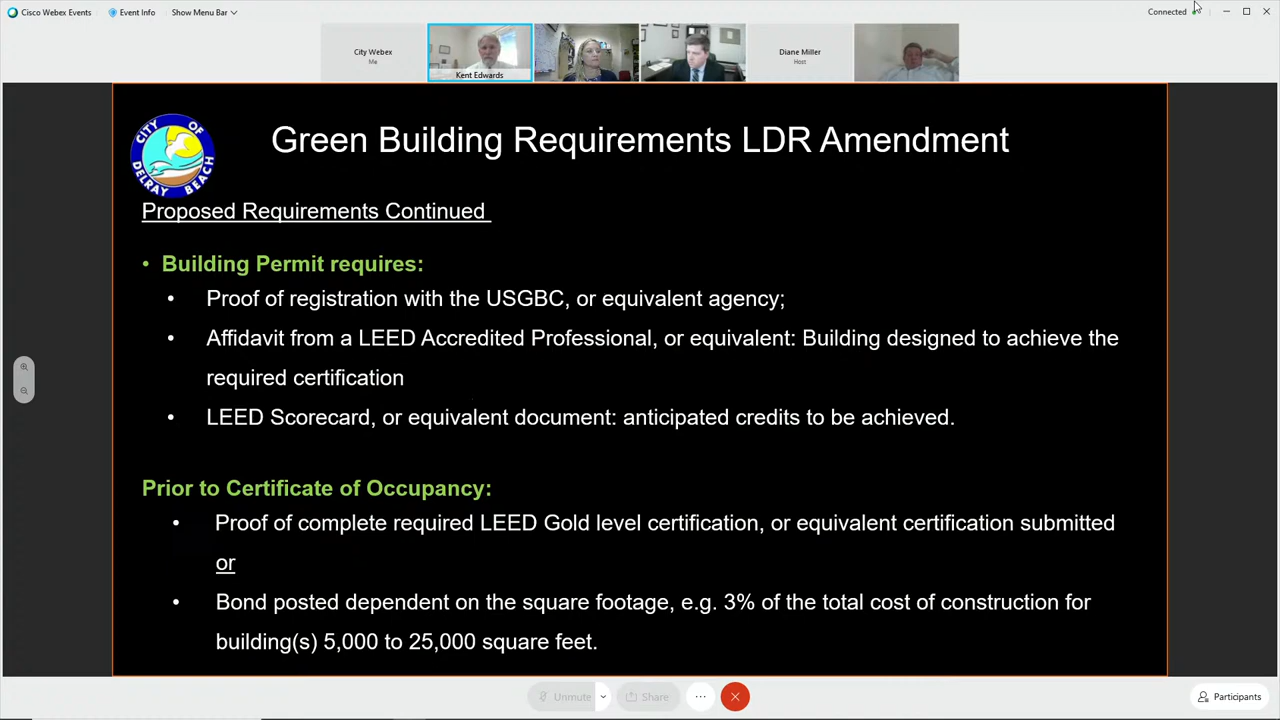 Cisco Webex Events
Event Info
Show Menu Bar
Connected
City Webex
Me
Kent Edwards
Diane Miller
Host
CITY OF
DELRAY BEACH
Green Building Requirements LDR Amendment
Proposed Requirements Continued
• Building Permit requires:
• Proof of registration with the USGBC, or equivalent agency;
• Affidavit from a LEED Accredited Professional, or equivalent: Building designed to achieve the
required certification
• LEED Scorecard, or equivalent document: anticipated credits to be achieved.
Prior to Certificate of Occupancy:
• Proof of complete required LEED Gold level certification, or equivalent certification submitted
or
• Bond posted dependent on the square footage, e.g. 3% of the total cost of construction for
building(s) 5,000 to 25,000 square feet.
Unmute
Share
Participants